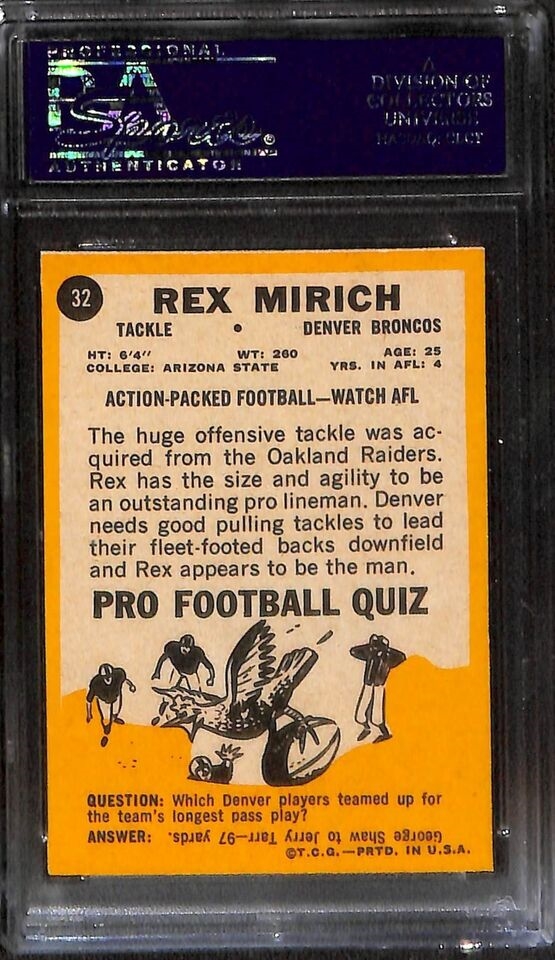 PROFESSIONAL
PSA
Sports
AUTHENTICATOR
A
DIVISION OF
COLLECTORS
UNIVERSE
NASDAQ: CLCT
32
REX MIRICH
TACKLE • DENVER BRONCOS
HT: 6'4" WT: 260 AGE: 25
COLLEGE: ARIZONA STATE YRS. IN AFL: 4
ACTION-PACKED FOOTBALL—WATCH AFL
The huge offensive tackle was ac-
quired from the Oakland Raiders.
Rex has the size and agility to be
an outstanding pro lineman. Denver
needs good pulling tackles to lead
their fleet-footed backs downfield
and Rex appears to be the man.
PRO FOOTBALL QUIZ
QUESTION: Which Denver players teamed up for
the team's longest pass play?
ANSWER: George Shaw to Jerry Tarr—97 yards.
©T.C.G.—PRTD. IN U.S.A.